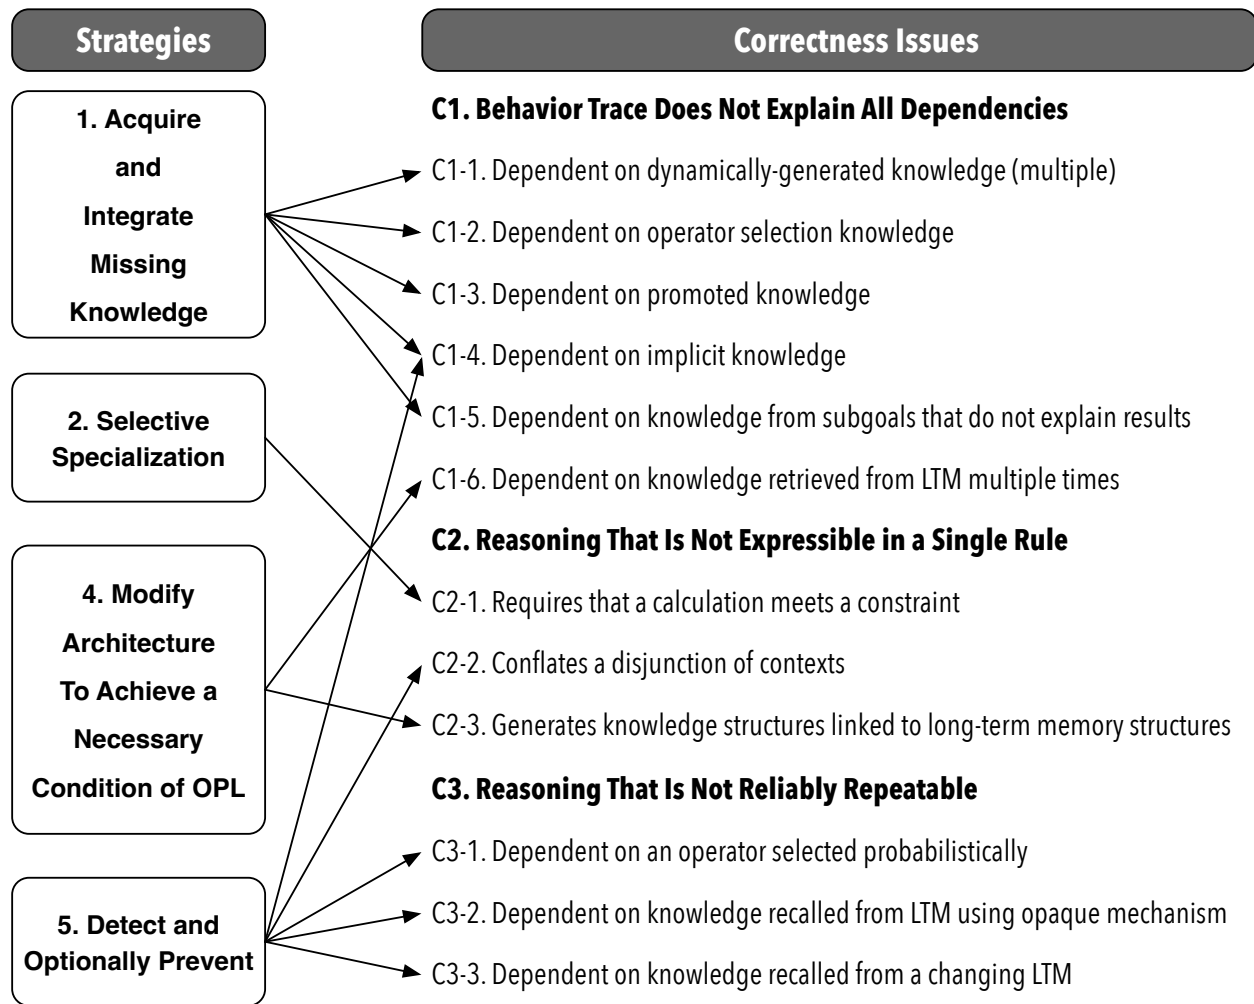 Strategies
Correctness Issues
1. Acquire
and
Integrate
Missing
Knowledge
2. Selective
Specialization
4. Modify
Architecture
To Achieve a
Necessary
Condition of OPL
5. Detect and
Optionally Prevent
C1. Behavior Trace Does Not Explain All Dependencies
C1-1. Dependent on dynamically-generated knowledge (multiple)
C1-2. Dependent on operator selection knowledge
C1-3. Dependent on promoted knowledge
C1-4. Dependent on implicit knowledge
C1-5. Dependent on knowledge from subgoals that do not explain results
C1-6. Dependent on knowledge retrieved from LTM multiple times
C2. Reasoning That Is Not Expressible in a Single Rule
C2-1. Requires that a calculation meets a constraint
C2-2. Conflates a disjunction of contexts
C2-3. Generates knowledge structures linked to long-term memory structures
C3. Reasoning That Is Not Reliably Repeatable
C3-1. Dependent on an operator selected probabilistically
C3-2. Dependent on knowledge recalled from LTM using opaque mechanism
C3-3. Dependent on knowledge recalled from a changing LTM